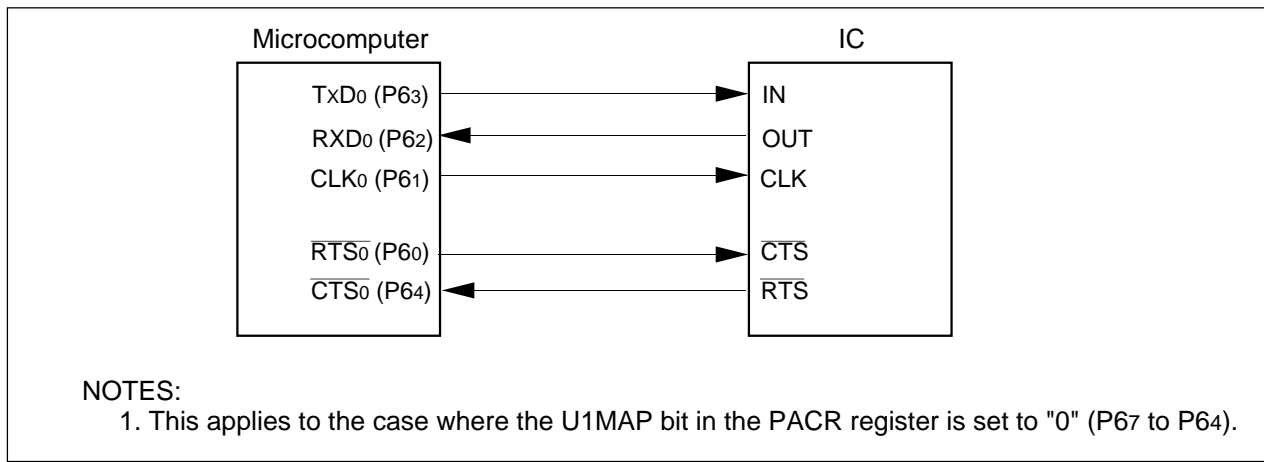 Microcomputer IC
TxD0 (P63) IN
RXD0 (P62) OUT
CLK0 (P61) CLK
RTS0 (P60) CTS
CTS0 (P64) RTS
NOTES:
1. This applies to the case where the U1MAP bit in the PACR register is set to "0" (P67 to P64).